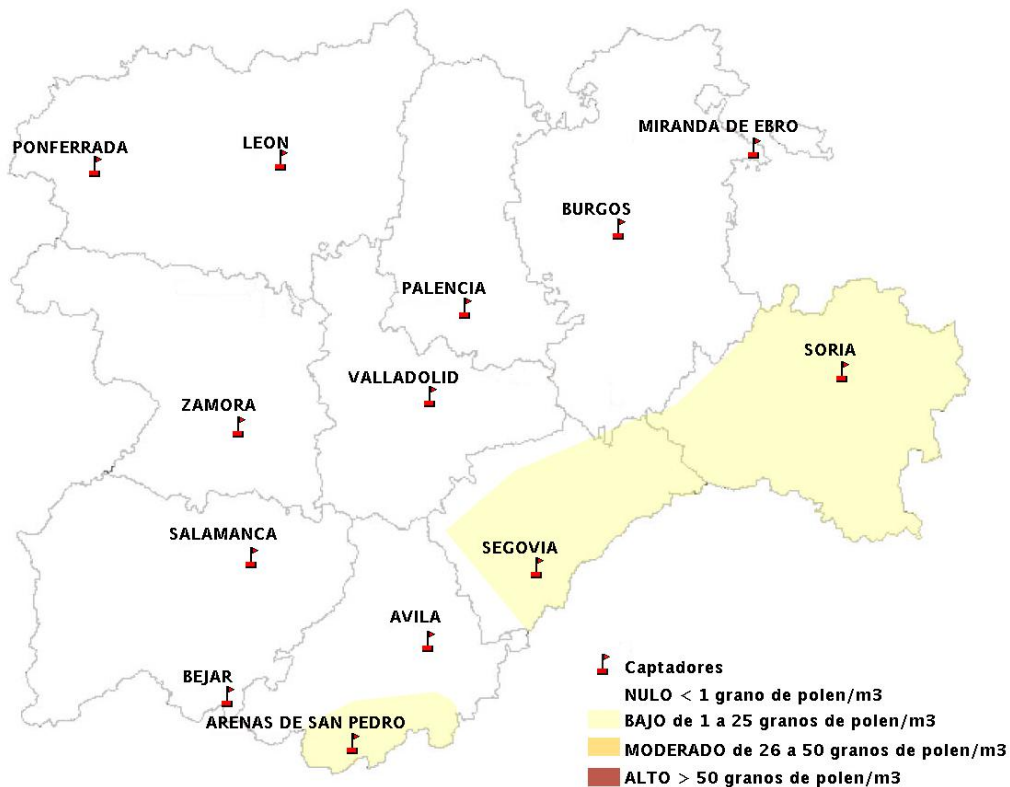 MIRANDA DE EBRO
PONFERRADA
LEON
BURGOS
PALENCIA
SORIA
VALLADOLID
ZAMORA
SALAMANCA
SEGOVIA
AVILA
BEJAR
ARENAS DE SAN PEDRO
Captadores
NULO < 1 grano de polen/m3
BAJO de 1 a 25 granos de polen/m3
MODERADO de 26 a 50 granos de polen/m3
ALTO > 50 granos de polen/m3